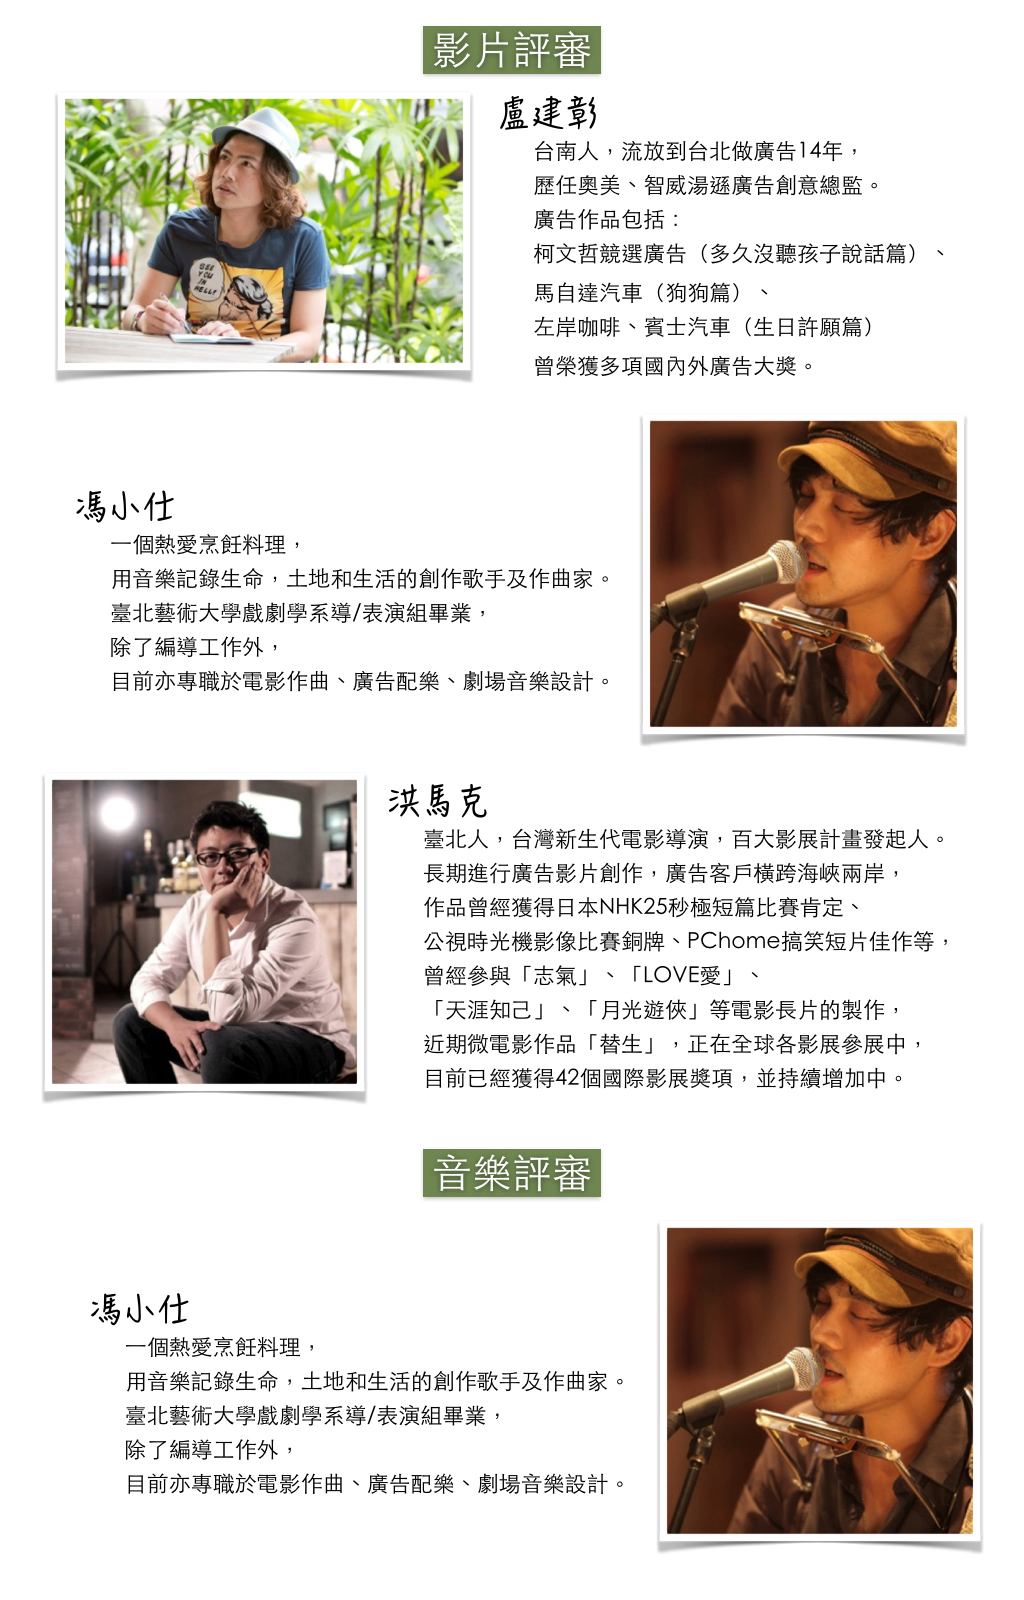 影片評審
盧建彰
台南人，流放到台北做廣告14年，
歷任奧美、智威湯遜廣告創意總監。
廣告作品包括：
柯文哲競選廣告（多久沒聽孩子說話篇）、
馬自達汽車（狗狗篇）、
左岸咖啡、賓士汽車（生日許願篇）
曾榮獲多項國內外廣告大獎。
SEE
YOU
IN
HELL!
馮小仕
一個熱愛烹飪料理，
用音樂記錄生命，土地和生活的創作歌手及作曲家。
臺北藝術大學戲劇學系導/表演組畢業，
除了編導工作外，
目前亦專職於電影作曲、廣告配樂、劇場音樂設計。
洪馬克
臺北人，台灣新生代電影導演，百大影展計畫發起人。
長期進行廣告影片創作，廣告客戶橫跨海峽兩岸，
作品曾經獲得日本NHK25秒極短篇比賽肯定、
公視時光機影像比賽銅牌、PChome搞笑短片佳作等，
曾經參與「志氣」、「LOVE愛」、
「天涯知己」、「月光遊俠」等電影長片的製作，
近期微電影作品「替生」，正在全球各影展參展中，
目前已經獲得42個國際影展獎項，並持續增加中。
音樂評審
馮小仕
一個熱愛烹飪料理，
用音樂記錄生命，土地和生活的創作歌手及作曲家。
臺北藝術大學戲劇學系導/表演組畢業，
除了編導工作外，
目前亦專職於電影作曲、廣告配樂、劇場音樂設計。